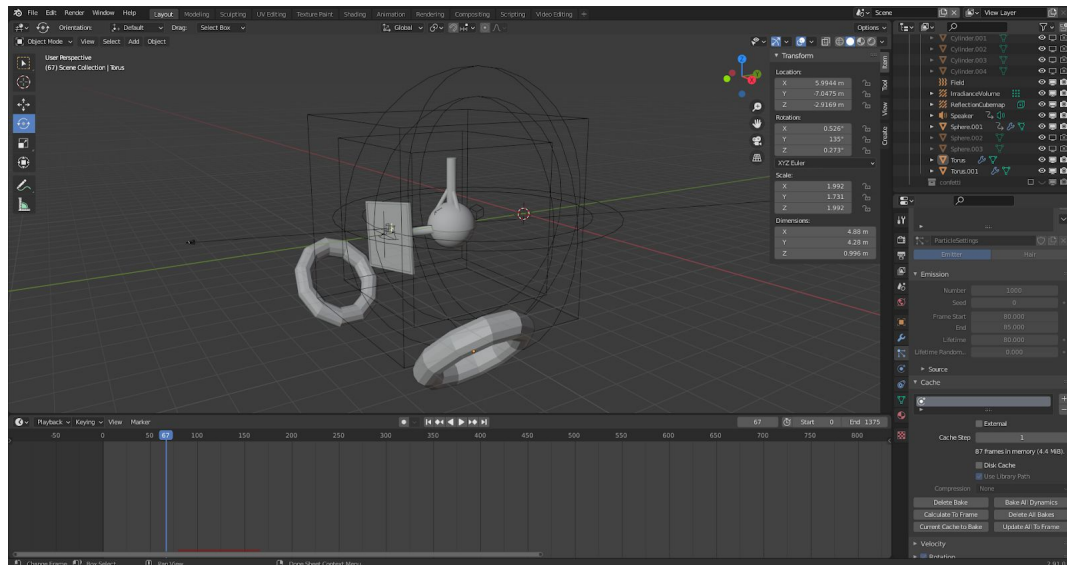 File Edit Render Window Help Layout Modeling Sculpting UV Editing Texture Paint Shading Animation Rendering Compositing Scripting Video Editing + Scene View Layer
Orientation: Default Drag: Select Box Global Options
Object Mode View Select Add Object
User Perspective
(67) Scene Collection | Torus
Transform
Location:
X 5.9944 m
Y -7.0475 m
Z -2.9169 m
Rotation:
X 0.526°
Y 135°
Z 0.273°
XYZ Euler
Scale:
X 1.992
Y 1.731
Z 1.992
Dimensions:
X 4.88 m
Y 4.28 m
Z 0.996 m
Item
Tool
View
Create
Z
Cylinder.001
Cylinder.002
Cylinder.003
Cylinder.004
Field
IrradianceVolume
ReflectionCubemap
Speaker
Sphere.001
Sphere.002
Sphere.003
Torus
Torus.001
confetti
ParticleSettings
Emitter Hair
Emission
Number 1000
Seed 0
Frame Start 80.000
End 85.000
Lifetime 80.000
Lifetime Random.. 0.000
Source
Cache
External
Cache Step 1
87 frames in memory (4.4 MiB)
Disk Cache
Use Library Path
Compression None
Delete Bake Bake All Dynamics
Calculate To Frame Delete All Bakes
Current Cache to Bake Update All To Frame
Velocity
Rotation
Playback Keying View Marker 67 Start 0 End 1375
-50 0 50 67 100 150 200 250 300 350 400 450 500 550 600 650 700 750 800
Change Frame Box Select Pan View Dope Sheet Context Menu 2.91.0